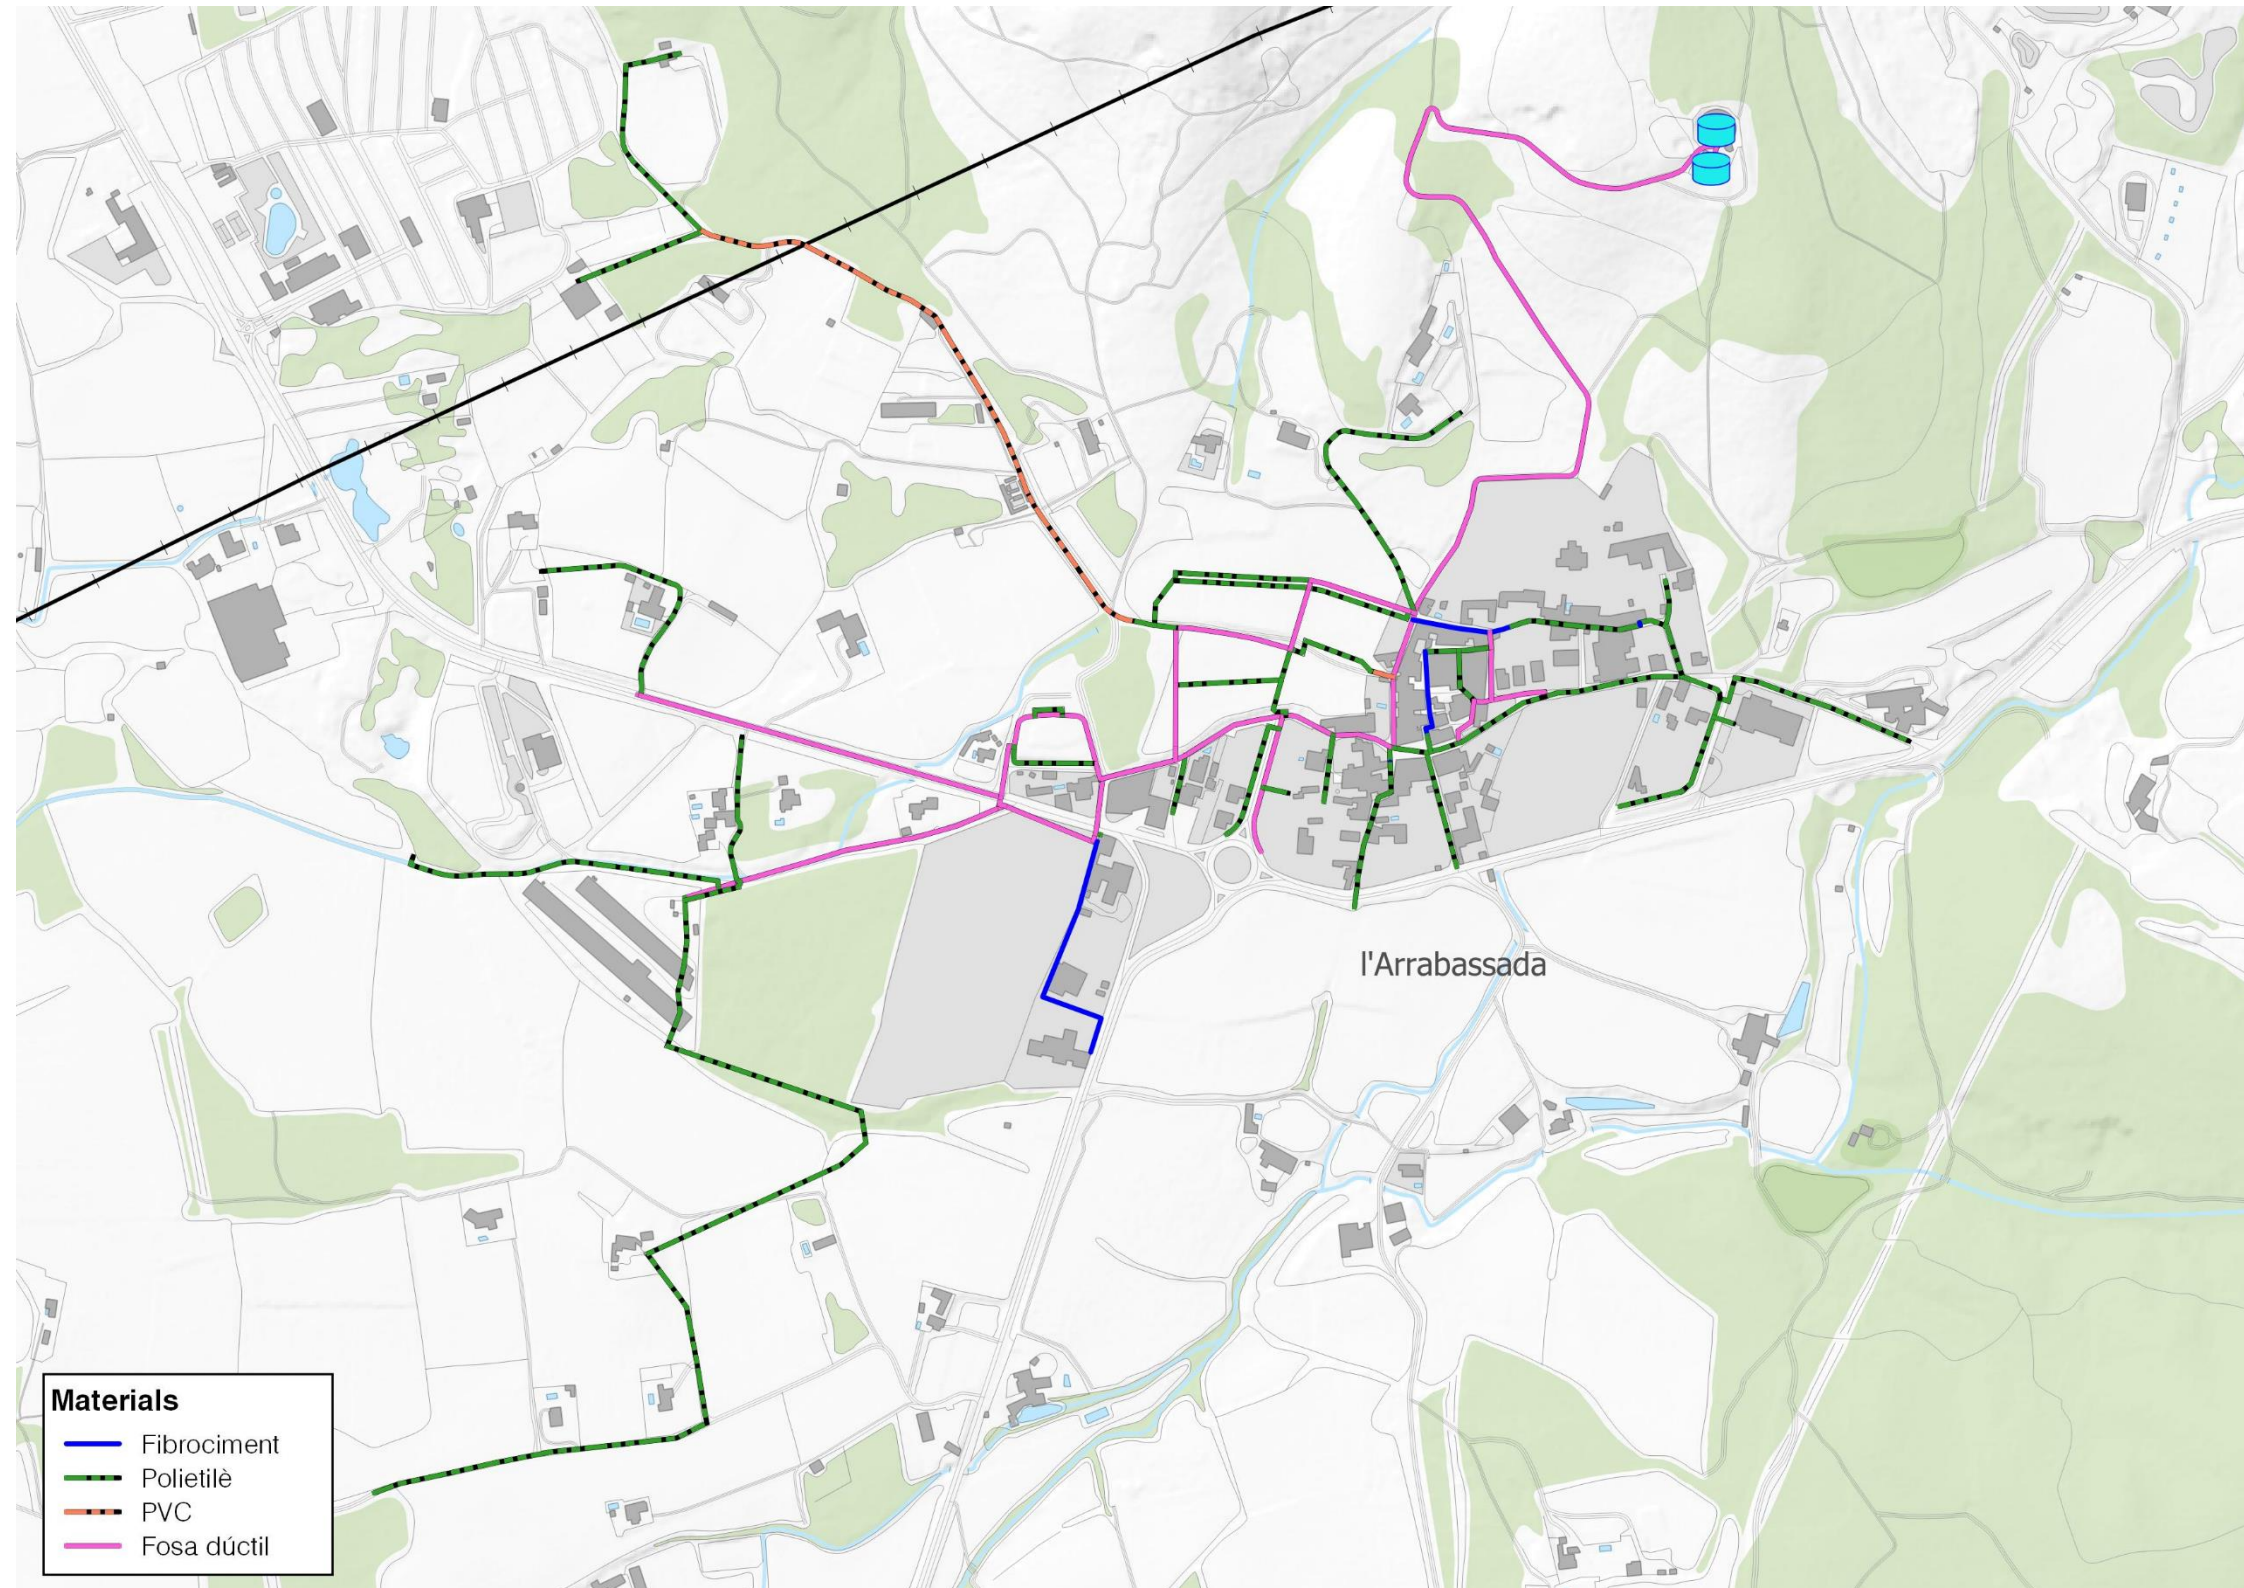 l'Arrabassada
Materials
Fibrociment
Polietilè
PVC
Fosa dúctil